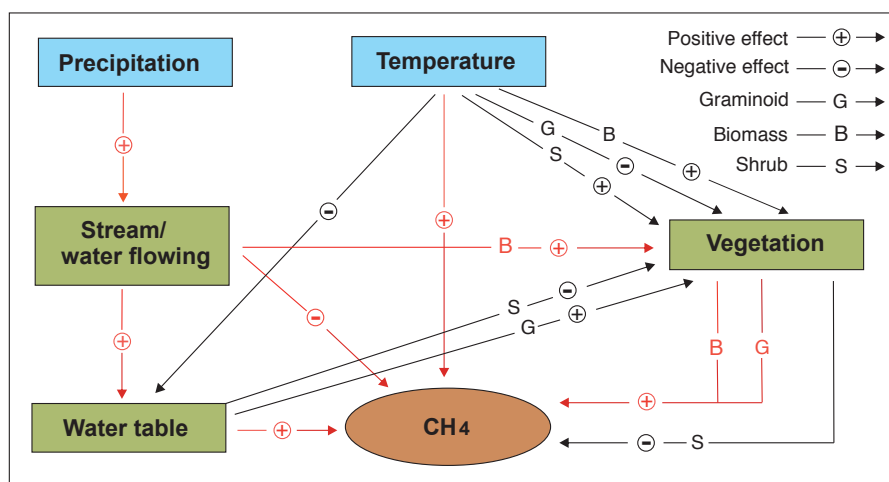 Precipitation
Temperature
Positive effect +
Negative effect -
Graminoid G
Biomass B
Shrub S
+
G
B
S
-
+
+
-
+
Stream/
water flowing
B +
Vegetation
+
-
S -
G +
B
G
Water table
+
CH4
+
- S